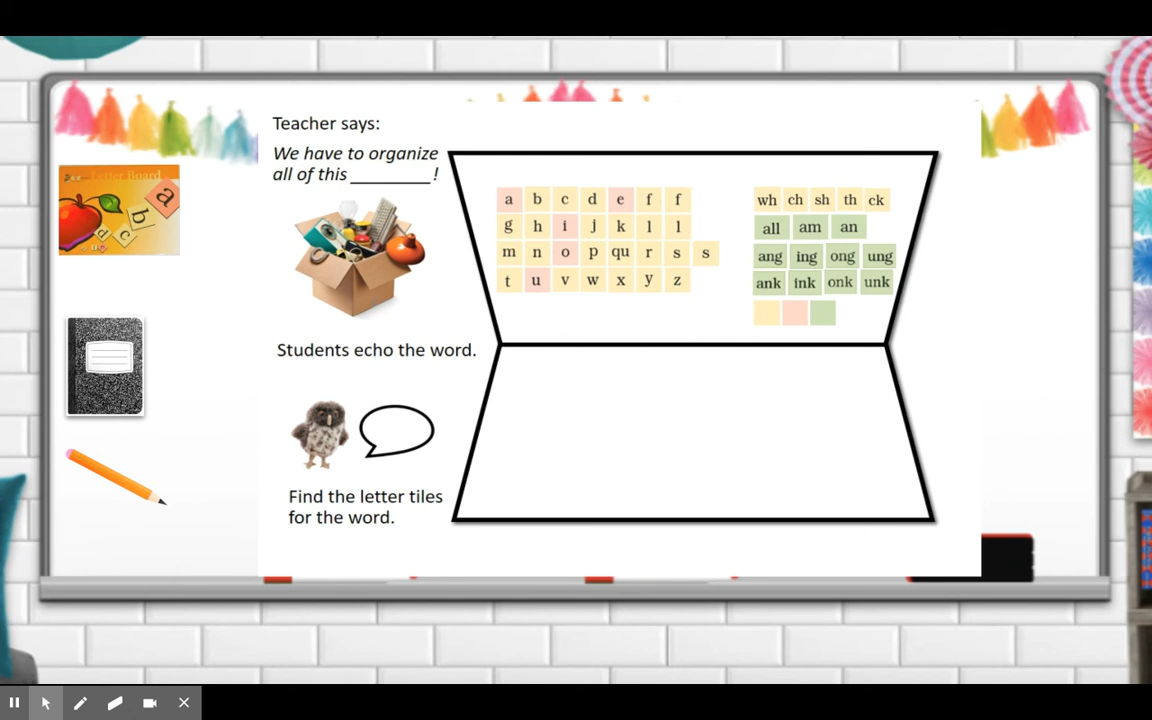 Teacher says:
We have to organize
all of this ________!
Students echo the word.
Find the letter tiles
for the word.
Letter Board
a
b
c
d
a b c d e f f
g h i j k l l
m n o p qu r s s
t u v w x y z
wh ch sh th ck
all am an
ang ing ong ung
ank ink onk unk